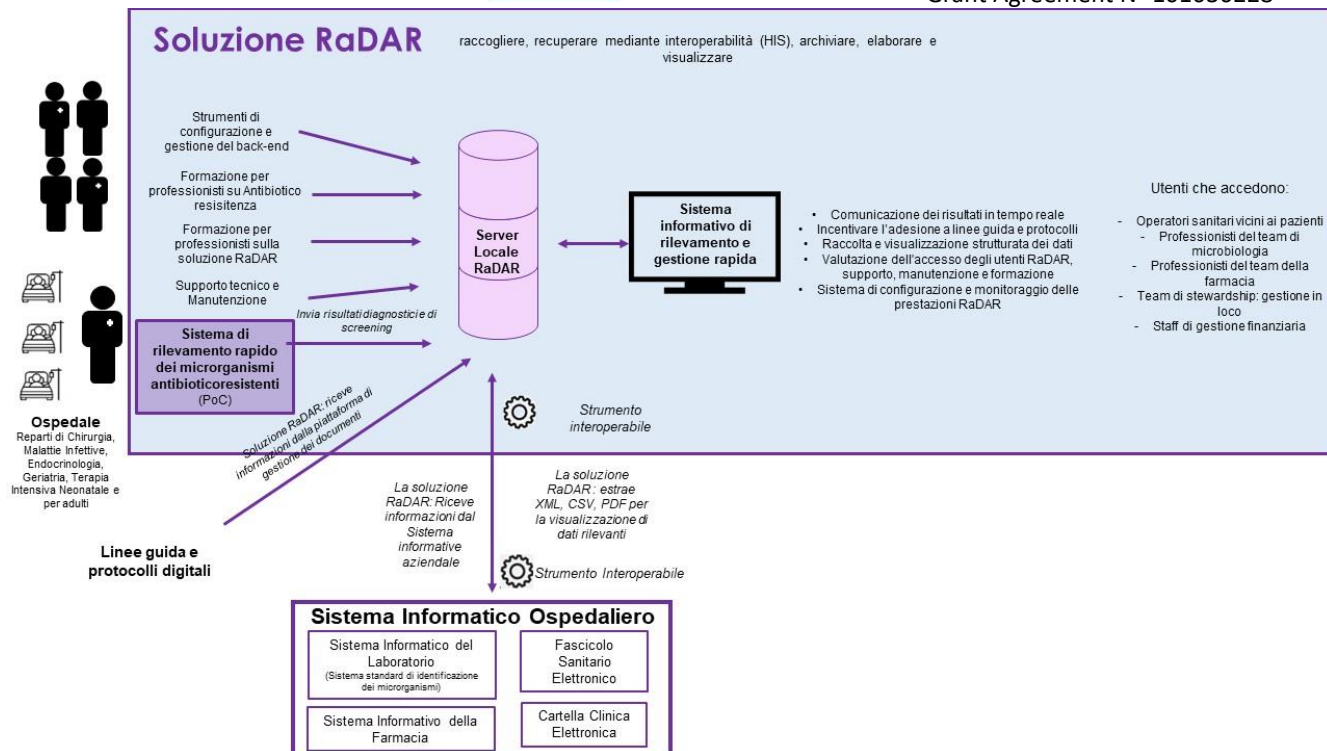 Soluzione RaDAR
raccogliere, recuperare mediante interoperabilità (HIS), archiviare, elaborare e
visualizzare
Strumenti di
configurazione e
gestione del back-end
Formazione per
professionisti su Antibiotico
resisitenza
Formazione per
professionisti sulla
soluzione RaDAR
Supporto tecnico e
Manutenzione
Invia risultati diagnostici e di
screening
Sistema di
rilevamento rapido
dei microrganismi
antibioticoresistenti
(PoC)
Server
Locale
RaDAR
Sistema
informativo di
rilevamento e
gestione rapida
• Comunicazione dei risultati in tempo reale
• Incentivare l'adesione a linee guida e protocolli
• Raccolta e visualizzazione strutturata dei dati
• Valutazione dell'accesso degli utenti RaDAR,
supporto, manutenzione e formazione
• Sistema di configurazione e monitoraggio delle
prestazioni RaDAR
Utenti che accedono:
- Operatori sanitari vicini ai pazienti
- Professionisti del team di
microbiologia
- Professionisti del team della
farmacia
- Team di stewardship: gestione in
loco
- Staff di gestione finanziaria
Ospedale
Reparti di Chirurgia,
Malattie Infettive,
Endocrinologia,
Geriatria, Terapia
Intensiva Neonatale e
per adulti
Soluzione RaDAR: riceve
informazioni dalla piattaforma di
gestione dei documenti
Linee guida e
protocolli digitali
Strumento
interoperabile
La soluzione
RaDAR: Riceve
informazioni dal
Sistema
informative
aziendale
La soluzione
RaDAR : estrae
XML, CSV, PDF per
la visualizzazione di
dati rilevanti
Strumento Interoperabile
Sistema Informatico Ospedaliero
Sistema Informatico del
Laboratorio
(Sistema standard di identificazione
dei microrganismi)
Fascicolo
Sanitario
Elettronico
Sistema Informativo della
Farmacia
Cartella Clinica
Elettronica